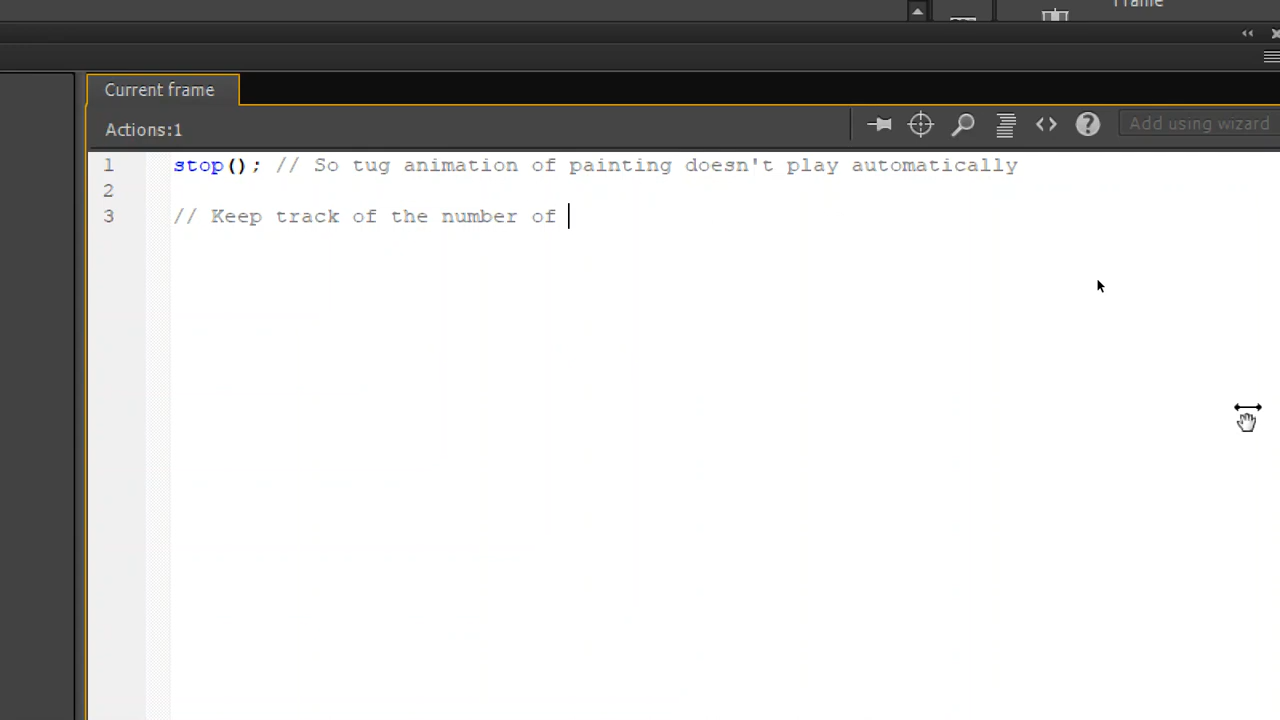 Frame
Current frame
Actions:1
Add using wizard
1 stop(); // So tug animation of painting doesn't play automatically
2
3 // Keep track of the number of